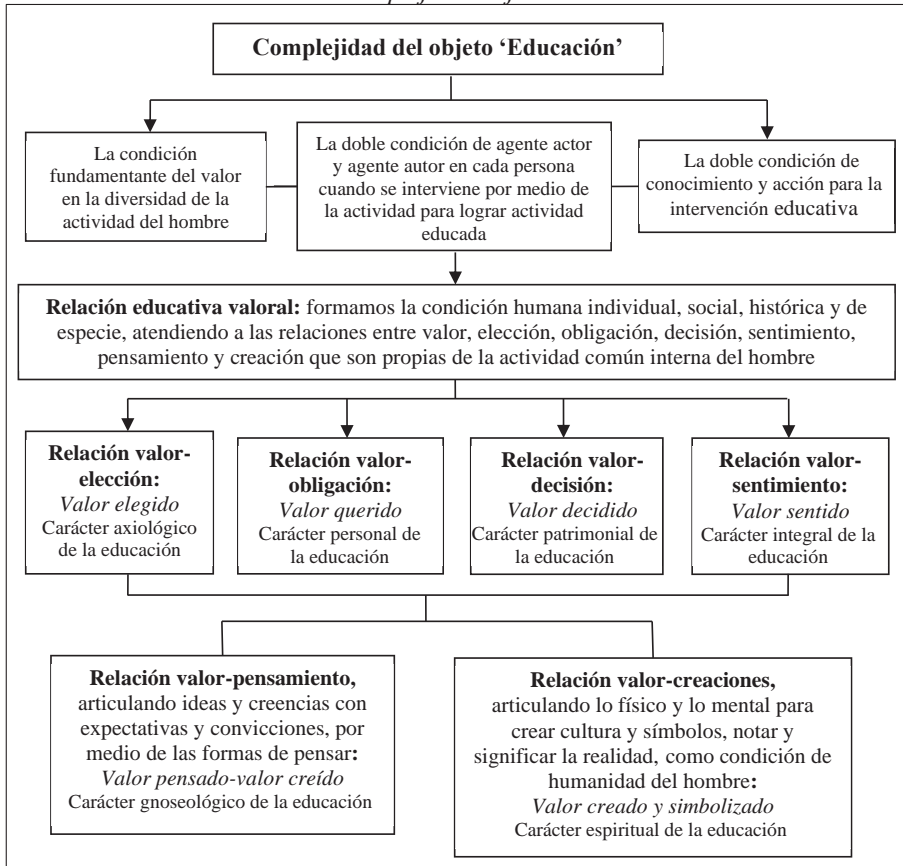 Complejidad del objeto ‘Educación’
La condición
fundamentante del valor
en la diversidad de la
actividad del hombre
La doble condición de agente actor
y agente autor en cada persona
cuando se interviene por medio de
la actividad para lograr actividad
educada
La doble condición de
conocimiento y acción para la
intervención educativa
Relación educativa valoral: formamos la condición humana individual, social, histórica y de
especie, atendiendo a las relaciones entre valor, elección, obligación, decisión, sentimiento,
pensamiento y creación que son propias de la actividad común interna del hombre
Relación valor-
elección:
Valor elegido
Carácter axiológico
de la educación
Relación valor-
obligación:
Valor querido
Carácter personal de
la educación
Relación valor-
decisión:
Valor decidido
Carácter patrimonial de
la educación
Relación valor-
sentimiento:
Valor sentido
Carácter integral de la
educación
Relación valor-pensamiento,
articulando ideas y creencias con
expectativas y convicciones, por
medio de las formas de pensar:
Valor pensado-valor creído
Carácter gnoseológico de la educación
Relación valor-creaciones,
articulando lo físico y lo mental para
crear cultura y símbolos, notar y
significar la realidad, como condición de
humanidad del hombre:
Valor creado y simbolizado
Carácter espiritual de la educación